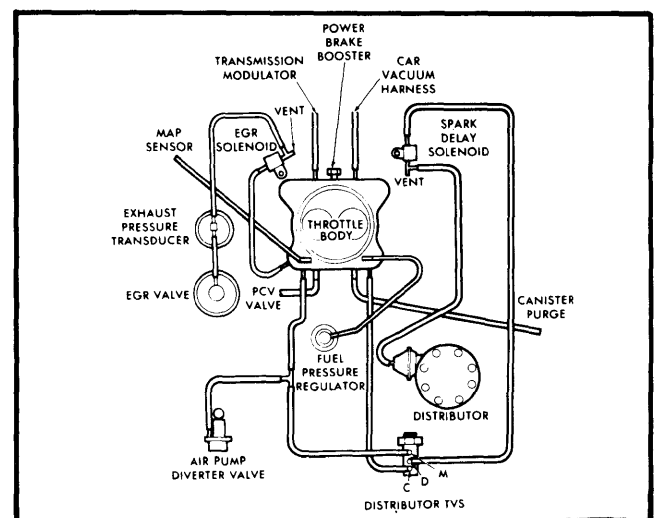 POWER
BRAKE
BOOSTER
TRANSMISSION
MODULATOR
CAR
VACUUM
HARNESS
VENT
MAP
SENSOR
EGR
SOLENOID
SPARK
DELAY
SOLENOID
VENT
EXHAUST
PRESSURE
TRANSDUCER
THROTTLE
BODY
EGR VALVE
PCV
VALVE
CANISTER
PURGE
FUEL
PRESSURE
REGULATOR
DISTRIBUTOR
AIR PUMP
DIVERTER VALVE
M
D
C
DISTRIBUTOR TVS